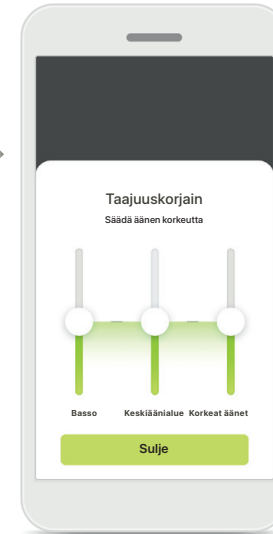 Taajuuskorjain
Säädä äänen korkeutta
Basso Keskiäänialue Korkeat äänet
Sulje